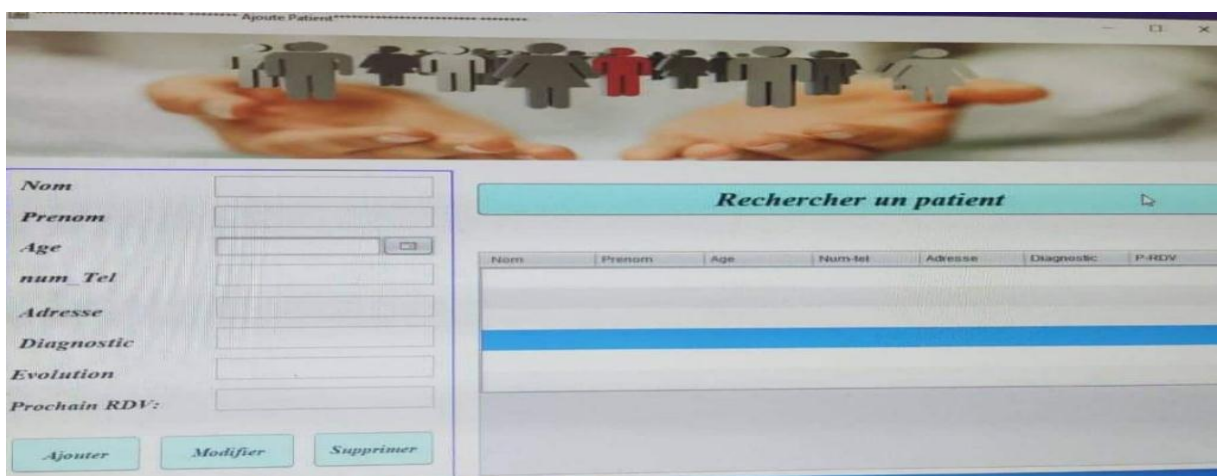 Ajoute Patient
Nom
Prenom
Age
num_Tel
Adresse
Diagnostic
Evolution
Prochain RDV:
Ajouter Modifier Supprimer
Rechercher un patient
Nom Prenom Age Num-tel Adresse Diagnostic P-RDV